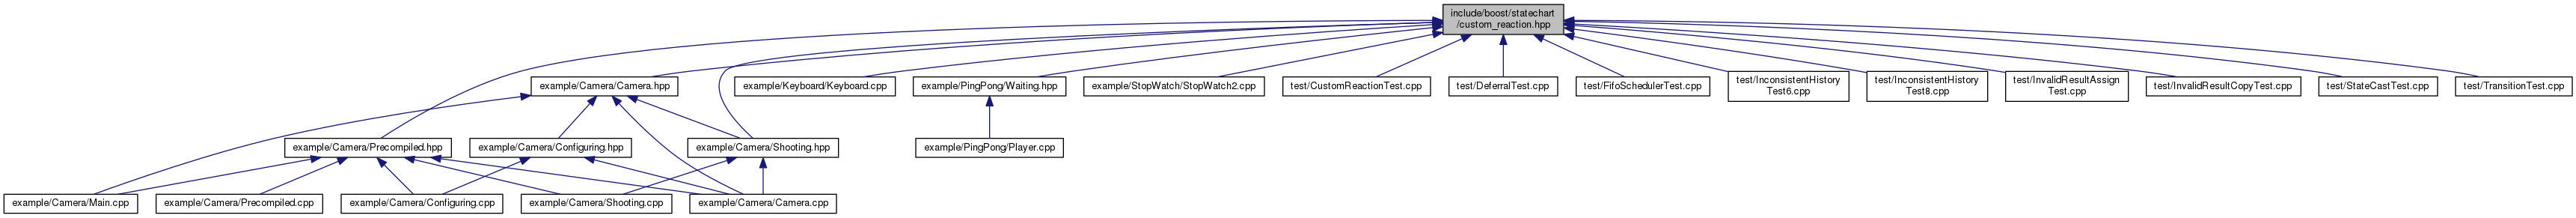 include/boost/statechart
/custom_reaction.hpp
example/Camera/Camera.hpp
example/Keyboard/Keyboard.cpp
example/PingPong/Waiting.hpp
example/StopWatch/StopWatch2.cpp
test/CustomReactionTest.cpp
test/DeferralTest.cpp
test/FifoSchedulerTest.cpp
test/InconsistentHistory
Test6.cpp
test/InconsistentHistory
Test8.cpp
test/InvalidResultAssign
Test.cpp
test/InvalidResultCopyTest.cpp
test/StateCastTest.cpp
test/TransitionTest.cpp
example/Camera/Precompiled.hpp
example/Camera/Configuring.hpp
example/Camera/Shooting.hpp
example/PingPong/Player.cpp
example/Camera/Main.cpp
example/Camera/Precompiled.cpp
example/Camera/Configuring.cpp
example/Camera/Shooting.cpp
example/Camera/Camera.cpp